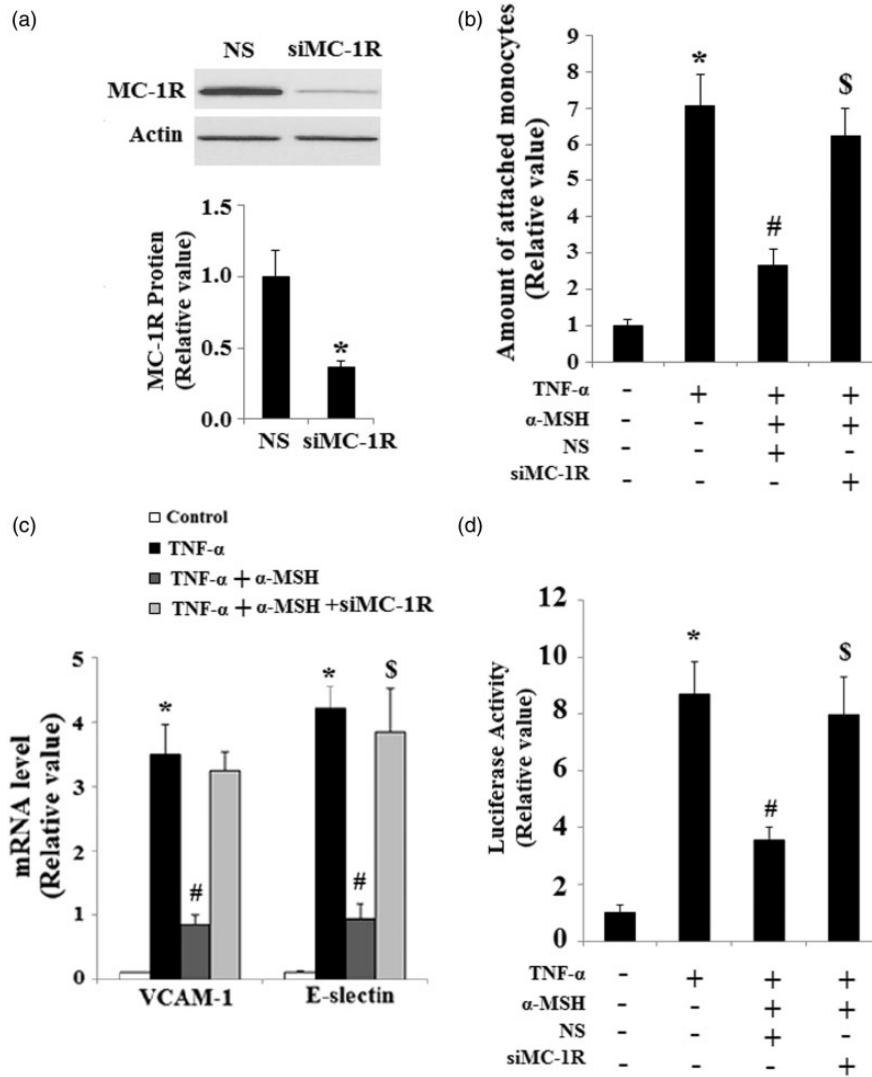 (a)
NS siMC-1R
MC-1R
Actin
MC-1R Protien
(Relative value)
1.5
1.0
0.5
0.0
*
NS siMC-1R
(b)
Amount of attached monocytes
(Relative value)
9
8
7
6
5
4
3
2
1
0
*
#
$
TNF-α - + + +
α-MSH - - + +
NS - - + -
siMC-1R - - - +
(c)
Control
TNF-α
TNF-α + α-MSH
TNF-α + α-MSH +siMC-1R
mRNA level
(Relative value)
5
4
3
2
1
0
* # * # $
VCAM-1 E-slectin
(d)
Luciferase Activity
(Relative value)
12
10
8
6
4
2
0
*
#
$
TNF-α - + + +
α-MSH - - + +
NS - - + -
siMC-1R - - - +